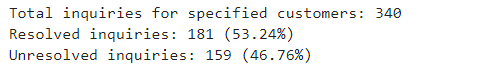 Total inquiries for specified customers: 340
Resolved inquiries: 181 (53.24%)
Unresolved inquiries: 159 (46.76%)